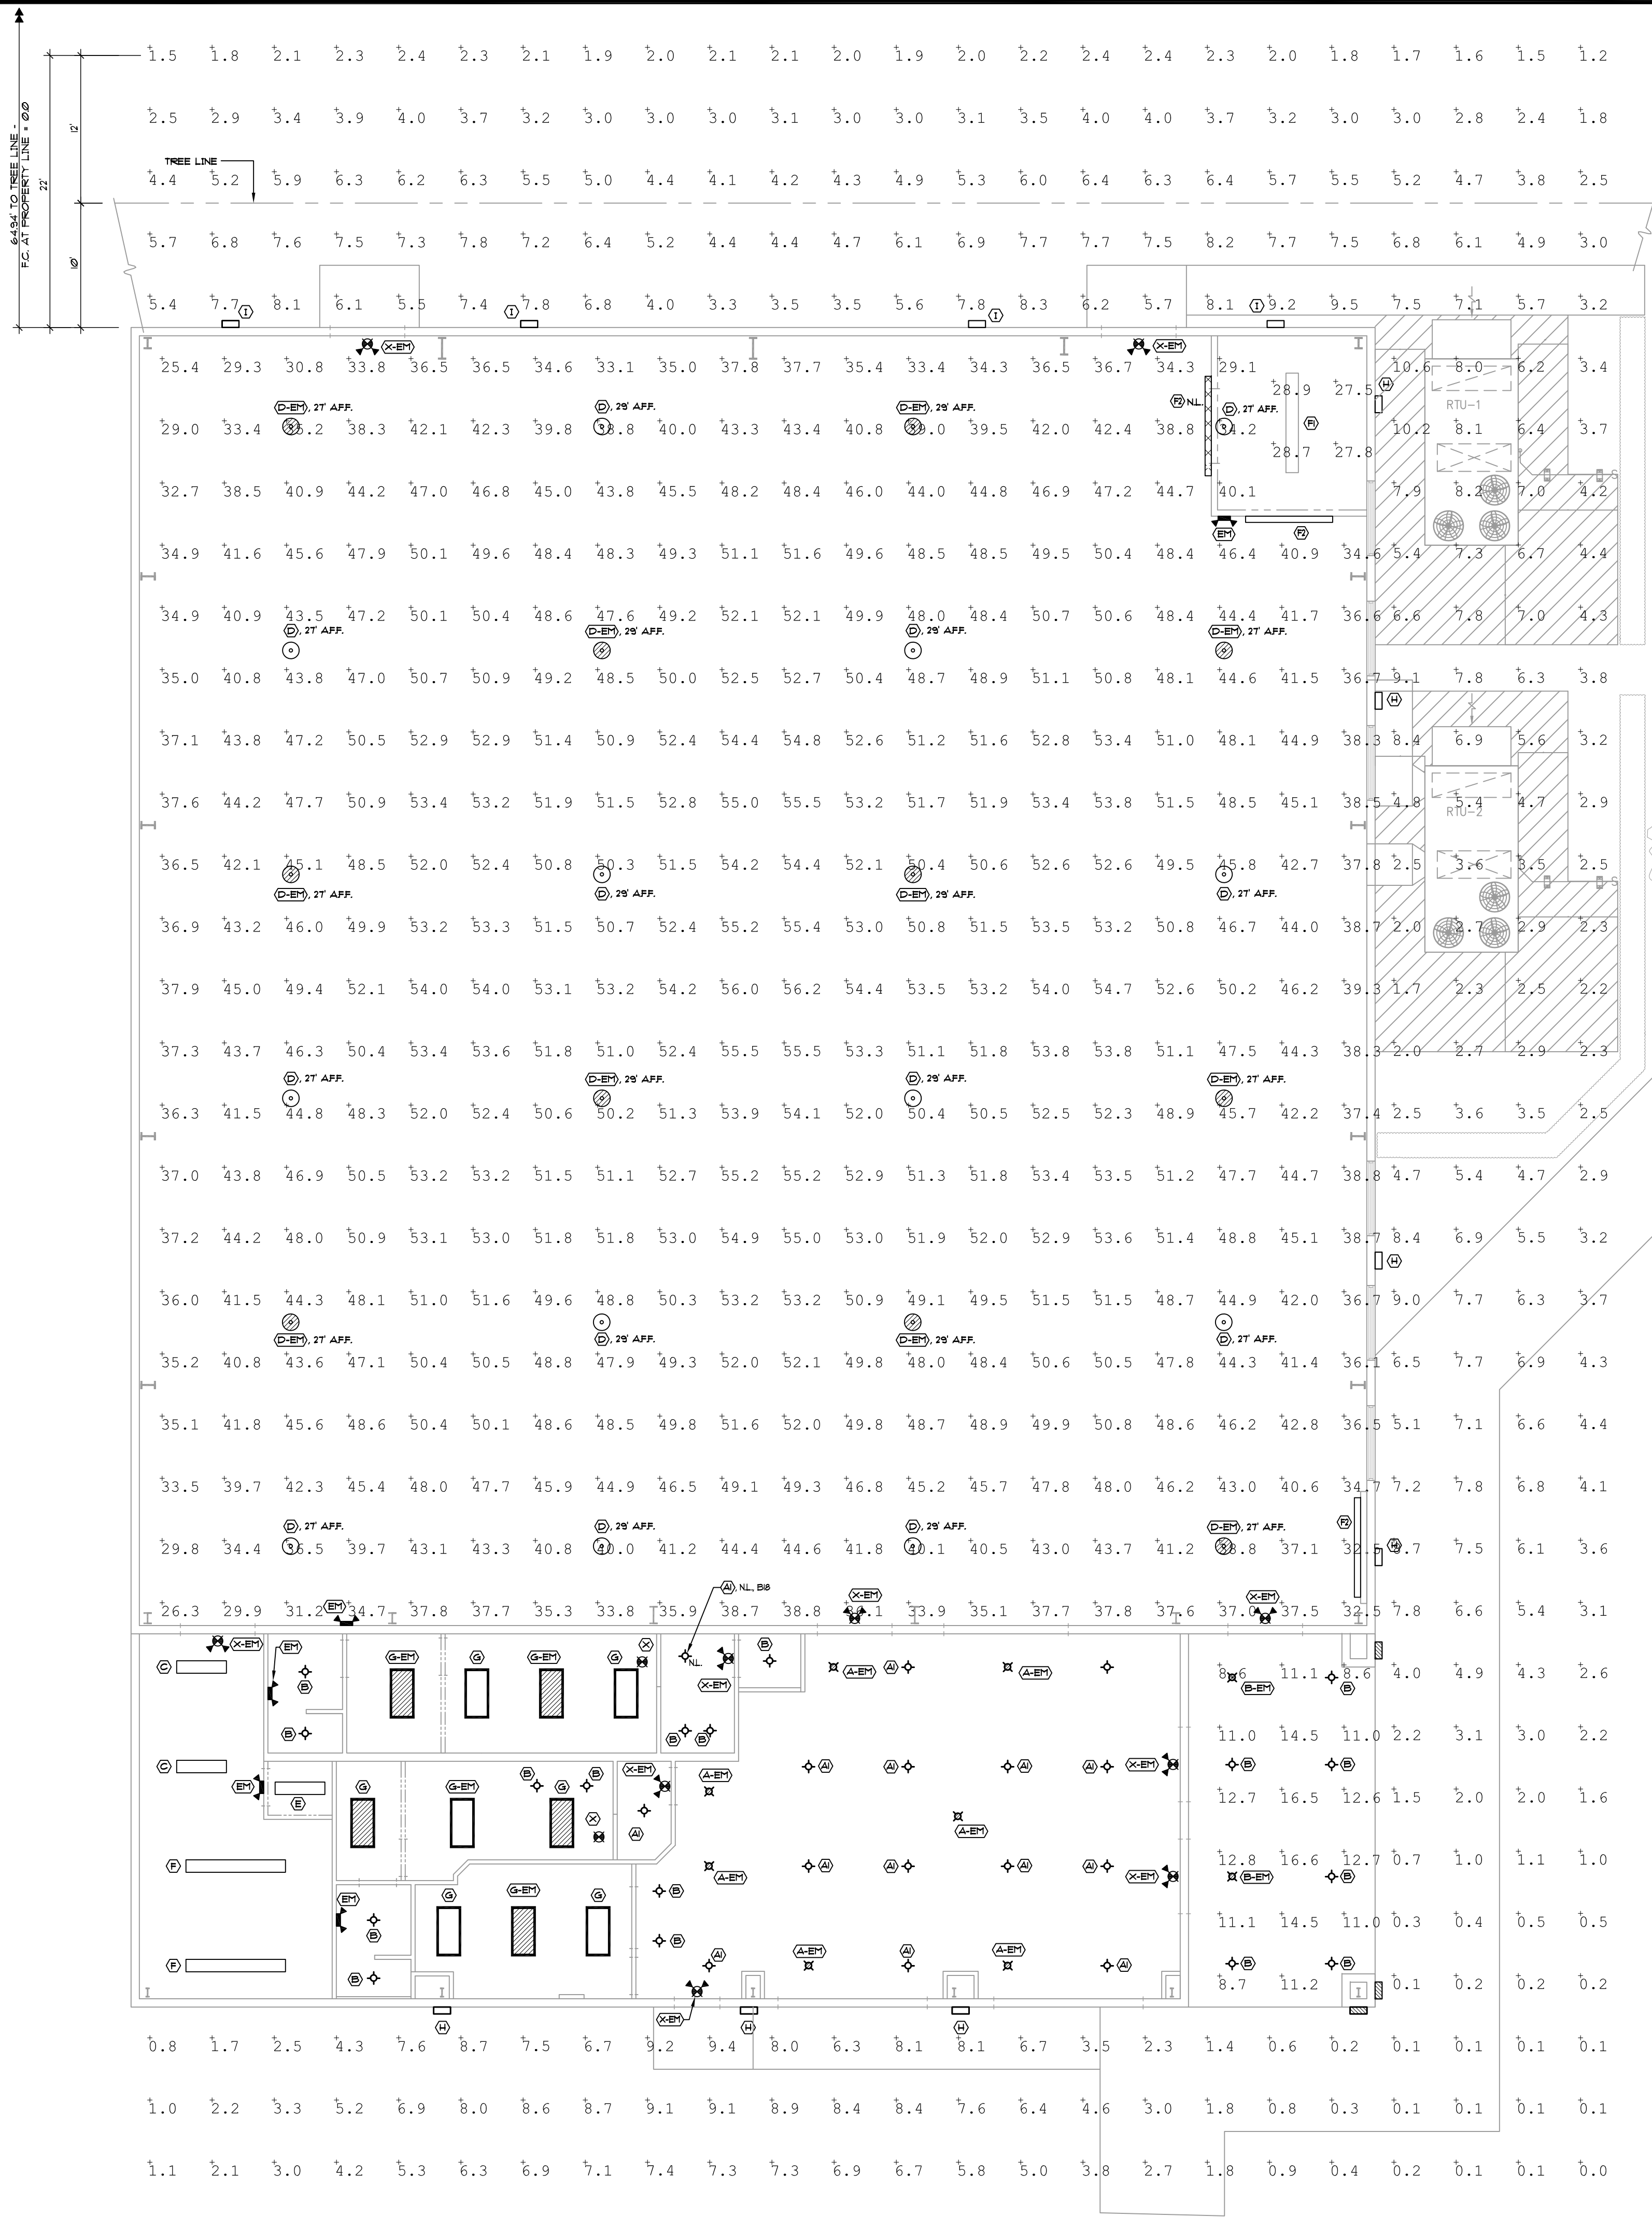 1.5 1.8 2.1 2.3 2.4 2.3 2.1 1.9 2.0 2.1 2.1 2.0 1.9 2.0 2.2 2.4 2.4 2.3 2.0 1.8 1.7 1.6 1.5 1.2
64.94' TO TREE LINE -
F.C. AT PROPERTY LINE = 0.0
22'
12'
10'
2.5 2.9 3.4 3.9 4.0 3.7 3.2 3.0 3.0 3.0 3.1 3.0 3.0 3.1 3.5 4.0 4.0 3.7 3.2 3.0 3.0 2.8 2.4 1.8
TREE LINE
4.4 5.2 5.9 6.3 6.2 6.3 5.5 5.0 4.4 4.1 4.2 4.3 4.9 5.3 6.0 6.4 6.3 6.4 5.7 5.5 5.2 4.7 3.8 2.5
5.7 6.8 7.6 7.5 7.3 7.8 7.2 6.4 5.2 4.4 4.4 4.7 6.1 6.9 7.7 7.7 7.5 8.2 7.7 7.5 6.8 6.1 4.9 3.0
5.4 7.7 8.1 6.1 5.5 7.4 7.8 6.8 4.0 3.3 3.5 3.5 5.6 7.8 8.3 6.2 5.7 8.1 9.2 9.5 7.5 7.1 5.7 3.2
I I I I
X-EM X-EM
25.4 29.3 30.8 33.8 36.5 36.5 34.6 33.1 35.0 37.8 37.7 35.4 33.4 34.3 36.5 36.7 34.3 29.1 10.6 8.0 6.2 3.4
28.9 27.5 H
F2 N.L. RTU-1
D-EM, 27' AFF. D, 29' AFF. D-EM, 29' AFF. D, 27' AFF.
F1
29.0 33.4 38.3 42.1 42.3 39.8 40.0 43.3 43.4 40.8 39.5 42.0 42.4 38.8 10.2 8.1 6.4 3.7
28.7 27.8
S
32.7 38.5 40.9 44.2 47.0 46.8 45.0 43.8 45.5 48.2 48.4 46.0 44.0 44.8 46.9 47.2 44.7 40.1 7.9 8.2 7.0 4.2
EM F2
34.9 41.6 45.6 47.9 50.1 49.6 48.4 48.3 49.3 51.1 51.6 49.6 48.5 48.5 49.5 50.4 48.4 46.4 40.9 34.6 5.4 7.3 6.7 4.4
34.9 40.9 43.5 47.2 50.1 50.4 48.6 47.6 49.2 52.1 52.1 49.9 48.0 48.4 50.7 50.6 48.4 44.4 41.7 36.6 6.6 7.8 7.0 4.3
D, 27' AFF. D-EM, 29' AFF. D, 29' AFF. D-EM, 27' AFF.
35.0 40.8 43.8 47.0 50.7 50.9 49.2 48.5 50.0 52.5 52.7 50.4 48.7 48.9 51.1 50.8 48.1 44.6 41.5 36.7 9.1 7.8 6.3 3.8
H
37.1 43.8 47.2 50.5 52.9 52.9 51.4 50.9 52.4 54.4 54.8 52.6 51.2 51.6 52.8 53.4 51.0 48.1 44.9 38.3 8.4 6.9 5.6 3.2
37.6 44.2 47.7 50.9 53.4 53.2 51.9 51.5 52.8 55.0 55.5 53.2 51.7 51.9 53.4 53.8 51.5 48.5 45.1 38.5 4.8 5.4 4.7 2.9
RTU-2
36.5 42.1 45.1 48.5 52.0 52.4 50.8 50.3 51.5 54.2 54.4 52.1 50.4 50.6 52.6 52.6 49.5 45.8 42.7 37.8 2.5 3.6 3.5 2.5
S
D-EM, 27' AFF. D, 29' AFF. D-EM, 29' AFF. D, 27' AFF.
36.9 43.2 46.0 49.9 53.2 53.3 51.5 50.7 52.4 55.2 55.4 53.0 50.8 51.5 53.5 53.2 50.8 46.7 44.0 38.7 2.0 2.7 2.9 2.3
37.9 45.0 49.4 52.1 54.0 54.0 53.1 53.2 54.2 56.0 56.2 54.4 53.5 53.2 54.0 54.7 52.6 50.2 46.2 39.3 1.7 2.3 2.5 2.2
37.3 43.7 46.3 50.4 53.4 53.6 51.8 51.0 52.4 55.5 55.5 53.3 51.1 51.8 53.8 53.8 51.1 47.5 44.3 38.3 2.0 2.7 2.9 2.3
D, 27' AFF. D-EM, 29' AFF. D, 29' AFF. D-EM, 27' AFF.
36.3 41.5 44.8 48.3 52.0 52.4 50.6 50.2 51.3 53.9 54.1 52.0 50.4 50.5 52.5 52.3 48.9 45.7 42.2 37.4 2.5 3.6 3.5 2.5
37.0 43.8 46.9 50.5 53.2 53.2 51.5 51.1 52.7 55.2 55.2 52.9 51.3 51.8 53.4 53.5 51.2 47.7 44.7 38.8 4.7 5.4 4.7 2.9
37.2 44.2 48.0 50.9 53.1 53.0 51.8 51.8 53.0 54.9 55.0 53.0 51.9 52.0 52.9 53.6 51.4 48.8 45.1 38.7 8.4 6.9 5.5 3.2
H
36.0 41.5 44.3 48.1 51.0 51.6 49.6 48.8 50.3 53.2 53.2 50.9 49.1 49.5 51.5 51.5 48.7 44.9 42.0 36.7 9.0 7.7 6.3 3.7
D-EM, 27' AFF. D, 29' AFF. D-EM, 29' AFF. D, 27' AFF.
35.2 40.8 43.6 47.1 50.4 50.5 48.8 47.9 49.3 52.0 52.1 49.8 48.0 48.4 50.6 50.5 47.8 44.3 41.4 36.1 6.5 7.7 6.9 4.3
35.1 41.8 45.6 48.6 50.4 50.1 48.6 48.5 49.8 51.6 52.0 49.8 48.7 48.9 49.9 50.8 48.6 46.2 42.8 36.5 5.1 7.1 6.6 4.4
33.5 39.7 42.3 45.4 48.0 47.7 45.9 44.9 46.5 49.1 49.3 46.8 45.2 45.7 47.8 48.0 46.2 43.0 40.6 34.7 7.2 7.8 6.8 4.1
D, 27' AFF. D, 29' AFF. D, 29' AFF. D-EM, 27' AFF. F2
29.8 34.4 36.5 39.7 43.1 43.3 40.8 40.0 41.2 44.4 44.6 41.8 40.1 40.5 43.0 43.7 41.2 38.8 37.1 32.5 7.5 6.1 3.6
H
A1, N.L., B18
EM X-EM X-EM
26.3 29.9 31.2 34.7 37.8 37.7 35.3 33.8 35.9 38.7 38.8 33.9 35.1 37.7 37.8 37.6 37.0 37.5 32.5 7.8 6.6 5.4 3.1
X-EM EM G-EM G G-EM G X B
C N.L. A-EM A1 A-EM
8.6 11.1 8.6 4.0 4.9 4.3 2.6
B X-EM B-EM B
B B B
11.0 14.5 11.0 2.2 3.1 3.0 2.2
C A1 A1 A1 A1 X-EM B B
EM G G-EM B G B X-EM A-EM
E
12.7 16.5 12.6 1.5 2.0 2.0 1.6
X A1 A-EM
12.8 16.6 12.7 0.7 1.0 1.1 1.0
F A-EM A1 A1 A1 A1 X-EM B-EM B
EM G G-EM G B
11.1 14.5 11.0 0.3 0.4 0.5 0.5
B B
F B A1 A-EM A1 A-EM A1 B B
8.7 11.2 0.1 0.2 0.2 0.2
H X-EM H H
0.8 1.7 2.5 4.3 7.6 8.7 7.5 6.7 9.2 9.4 8.0 6.3 8.1 8.1 6.7 3.5 2.3 1.4 0.6 0.2 0.1 0.1 0.1 0.1
1.0 2.2 3.3 5.2 6.9 8.0 8.6 8.7 9.1 9.1 8.9 8.4 8.4 7.6 6.4 4.6 3.0 1.8 0.8 0.3 0.1 0.1 0.1 0.1
1.1 2.1 3.0 4.2 5.3 6.3 6.9 7.1 7.4 7.3 7.3 6.9 6.7 5.8 5.0 3.8 2.7 1.8 0.9 0.4 0.2 0.1 0.1 0.0